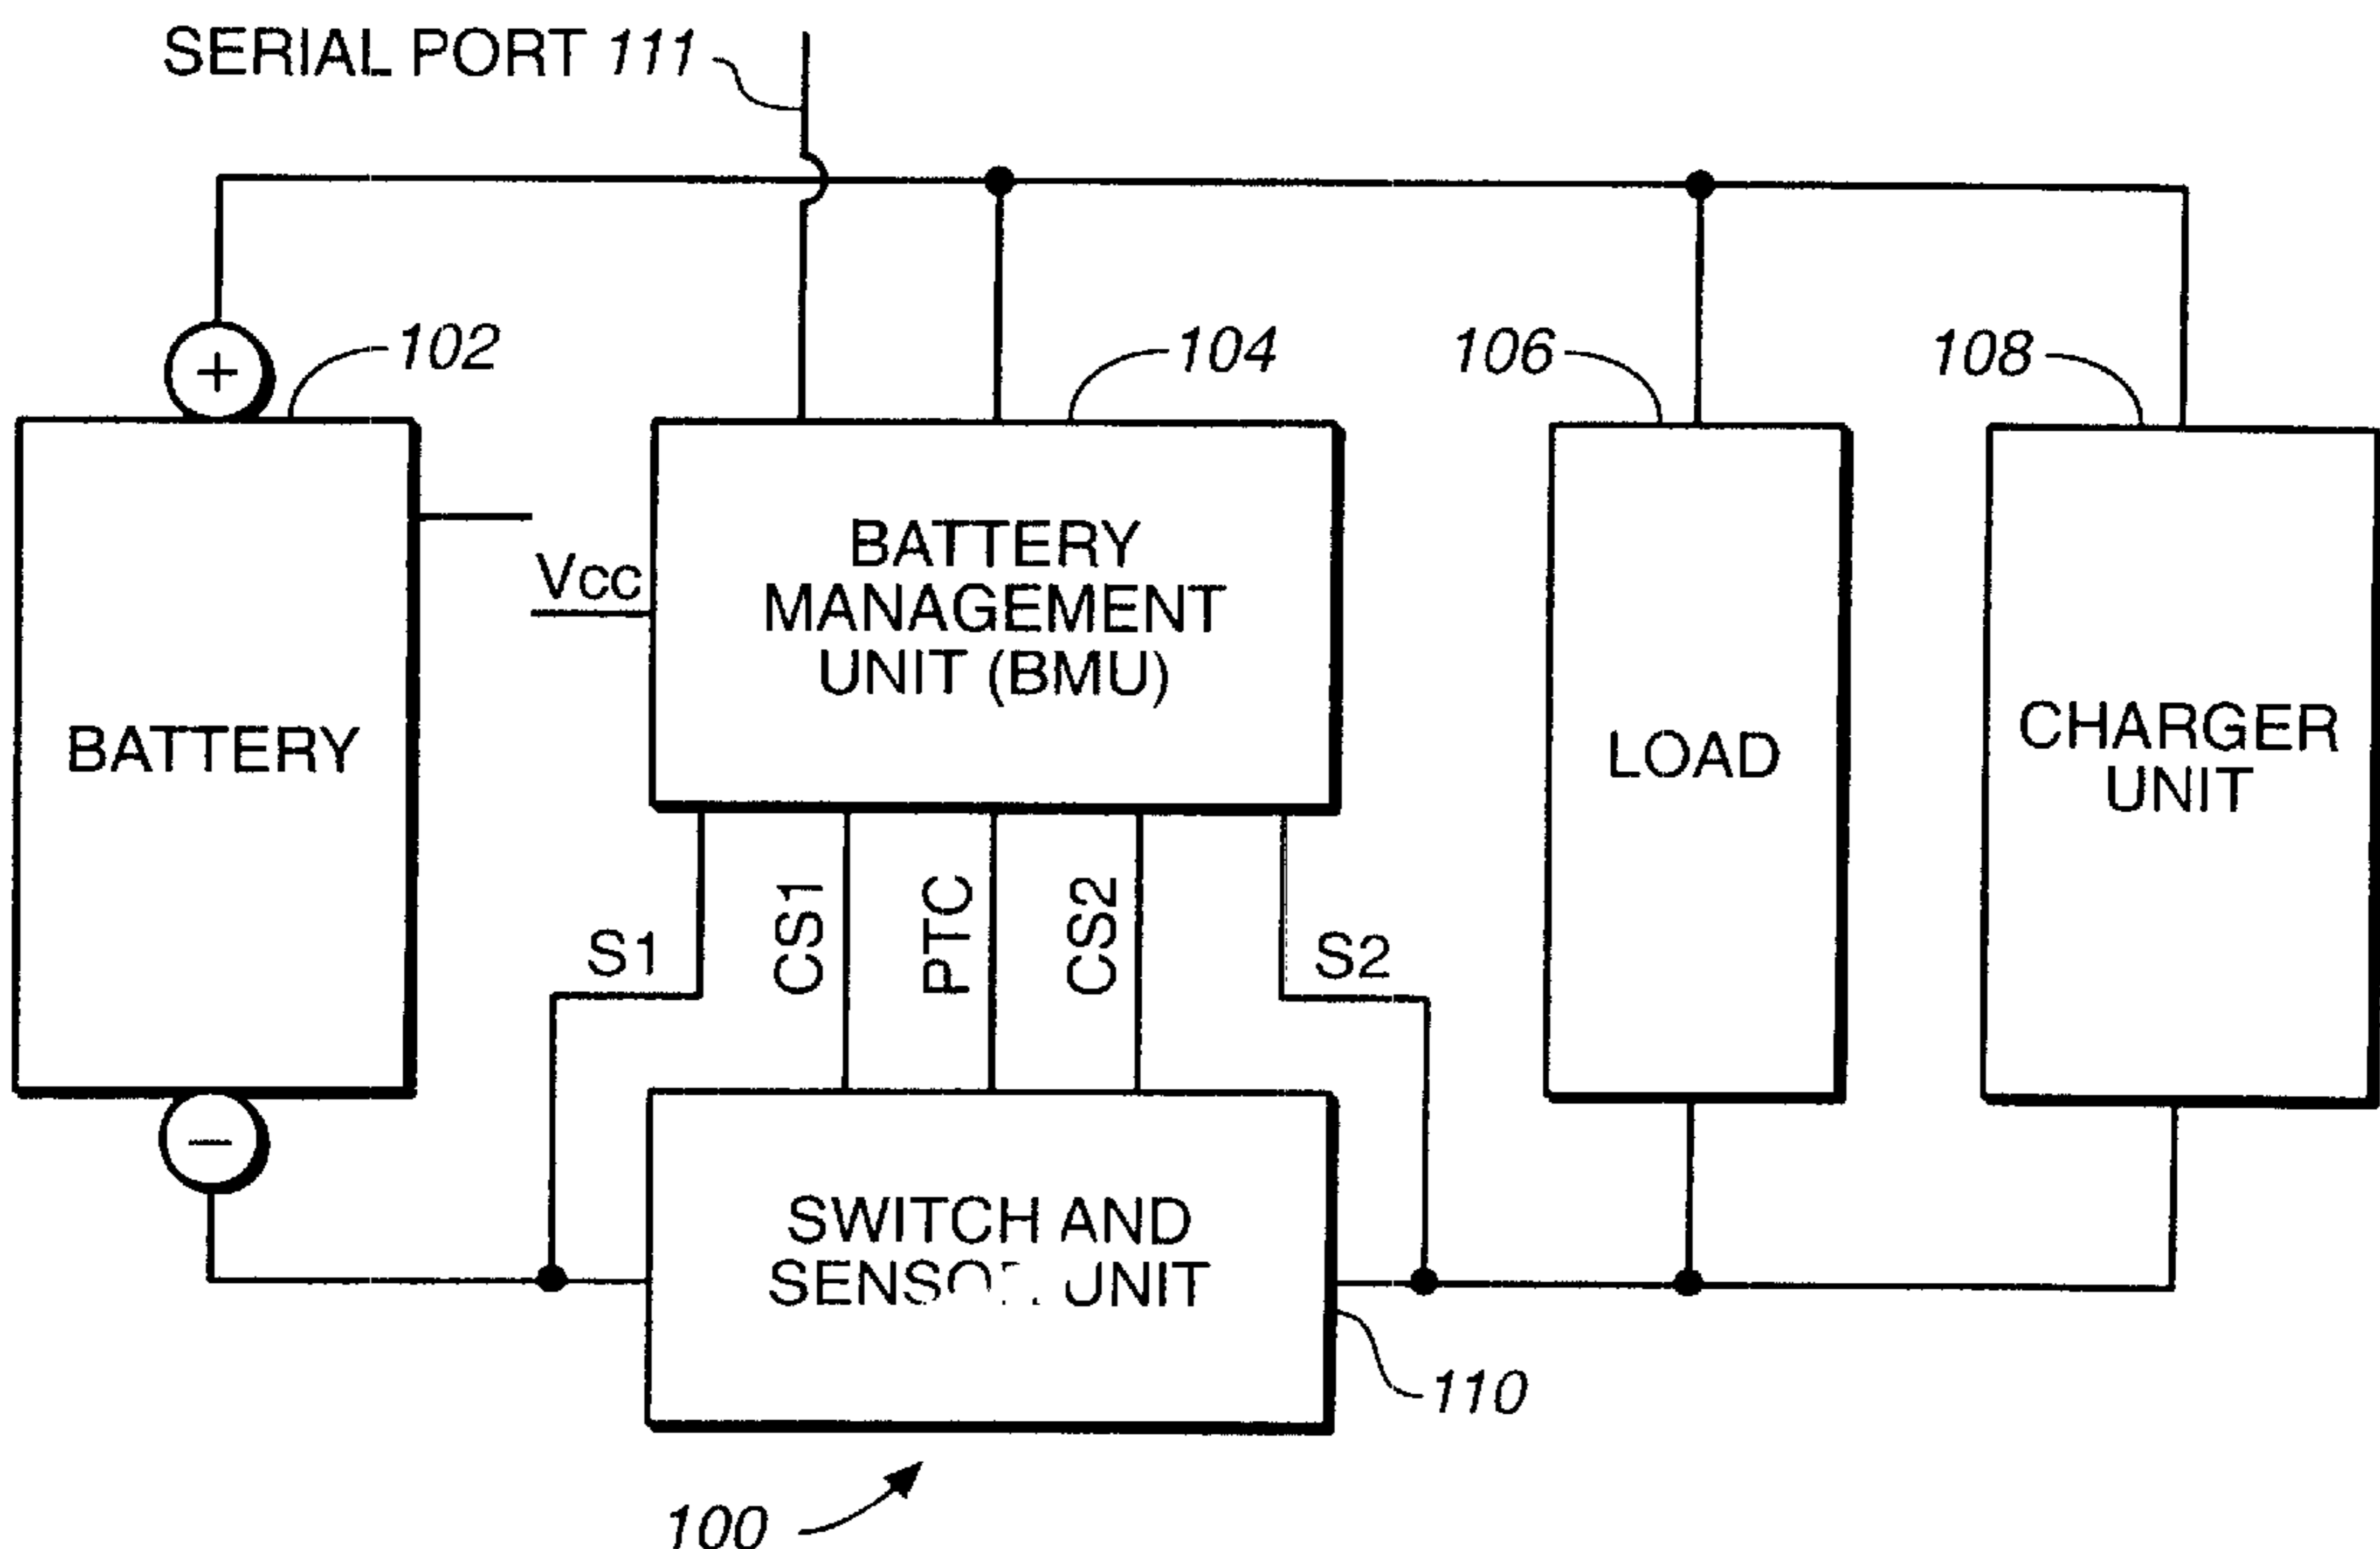 SERIAL PORT 111
+
102
104
106
108
BATTERY
Vcc
BATTERY
MANAGEMENT
UNIT (BMU)
LOAD
CHARGER
UNIT
S1
CS1
PTC
CS2
S2
−
SWITCH AND
UNIT
110
100